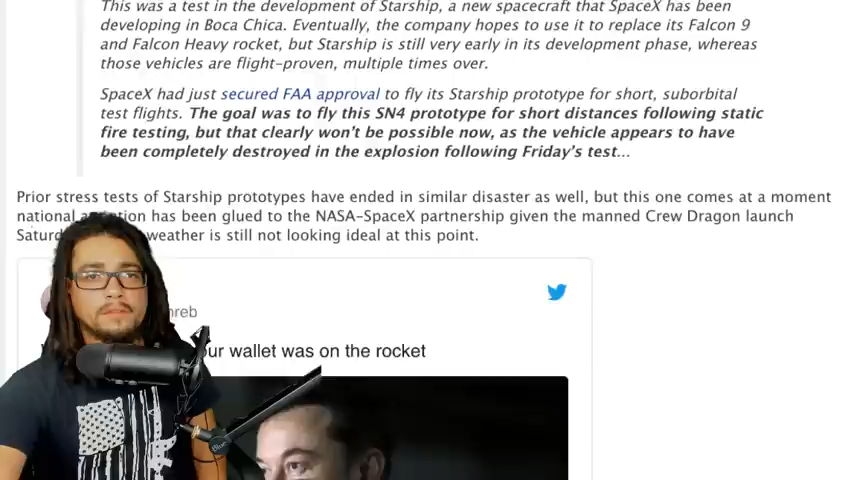 This was a test in the development of Starship, a new spacecraft that SpaceX has been
developing in Boca Chica. Eventually, the company hopes to use it to replace its Falcon 9
and Falcon Heavy rocket, but Starship is still very early in its development phase, whereas
those vehicles are flight-proven, multiple times over.
SpaceX had just secured FAA approval to fly its Starship prototype for short, suborbital
test flights. The goal was to fly this SN4 prototype for short distances following static
fire testing, but that clearly won't be possible now, as the vehicle appears to have
been completely destroyed in the explosion following Friday's test...
Prior stress tests of Starship prototypes have ended in similar disaster as well, but this one comes at a moment
national has been glued to the NASA-SpaceX partnership given the manned Crew Dragon launch
weather is still not looking ideal at this point.
wallet was on the rocket